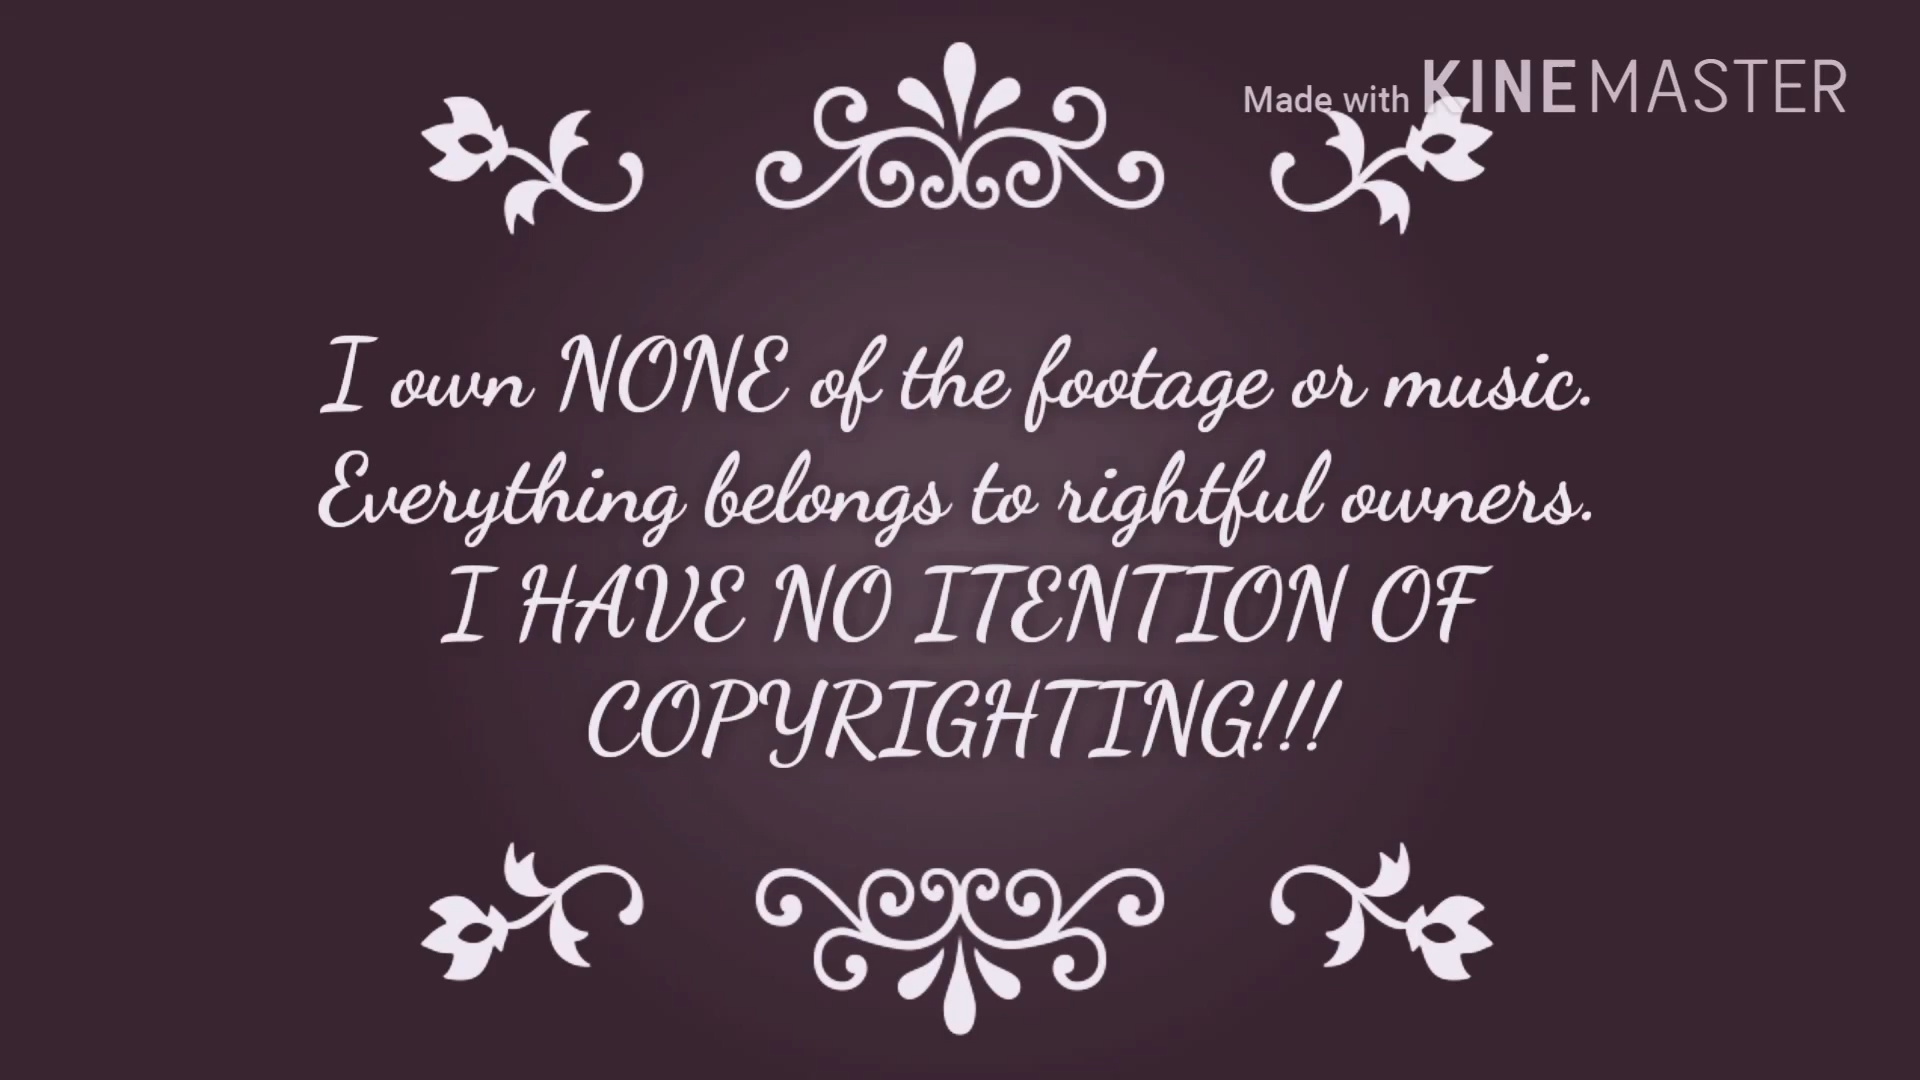 Made with KINEMASTER
I own NONE of the footage or music.
Everything belongs to rightful owners.
I HAVE NO ITENTION OF
COPYRIGHTING!!!